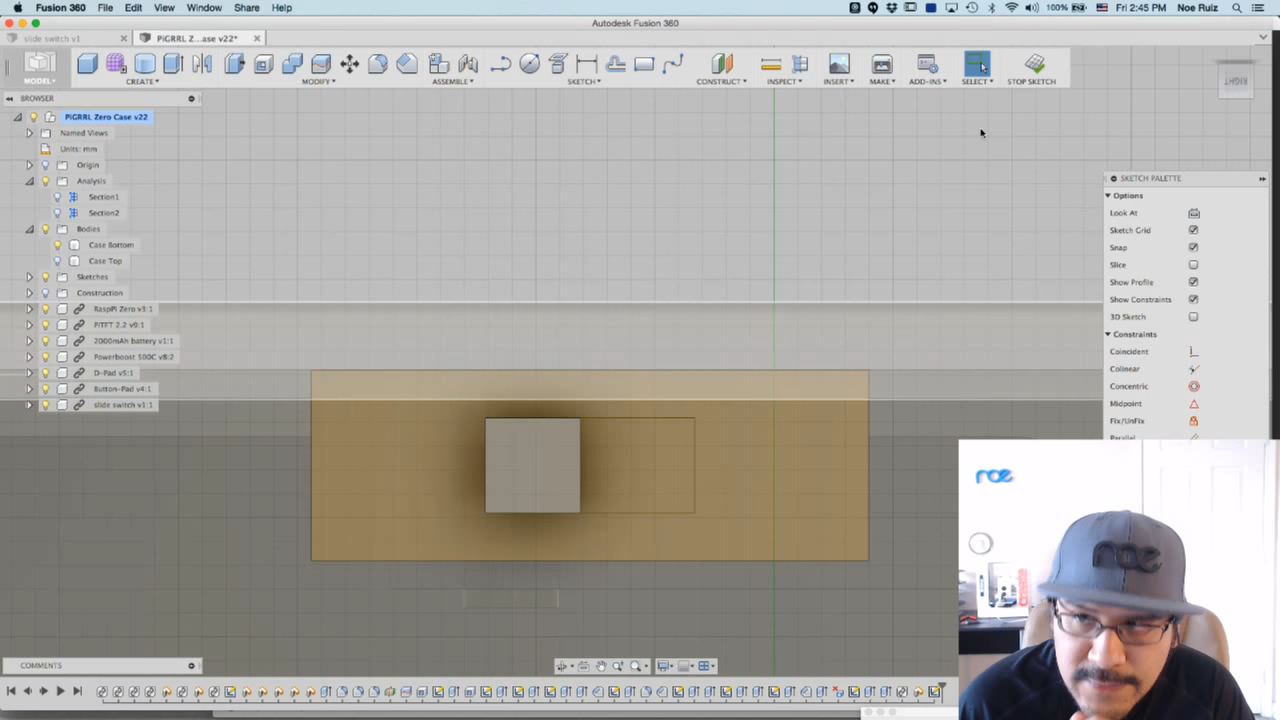 Fusion 360 File Edit View Window Share Help 100% Fri 2:45 PM Noe Ruiz
Autodesk Fusion 360
slide switch v1 PiGRRL Z...ase v22*
MODEL CREATE MODIFY ASSEMBLE SKETCH CONSTRUCT INSPECT INSERT MAKE ADD-INS SELECT STOP SKETCH
RIGHT
BROWSER
PiGRRL Zero Case v22
Named Views
Units: mm
Origin
Analysis
Section1
Section2
Bodies
Case Bottom
Case Top
Sketches
Construction
RaspPi Zero v3:1
PiTFT 2.2 v9:1
2000mAh battery v1:1
Powerboost 500C v8:2
D-Pad v5:1
Button-Pad v4:1
slide switch v1:1
SKETCH PALETTE
Options
Look At
Sketch Grid
Snap
Slice
Show Profile
Show Constraints
3D Sketch
Constraints
Coincident
Colinear
Concentric
Midpoint
Fix/UnFix
Parallel
noe
noe
COMMENTS